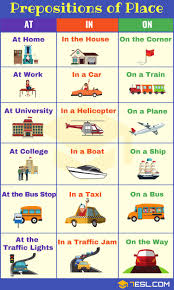 Prepositions of Place
AT IN ON
At Home In the House On the Corner
At Work In a Car On a Train
At University In a Helicopter On a Plane
At College In a Boat On a Ship
At the Bus Stop In a Taxi On a Bus
At the
Traffic Lights In a Traffic Jam On the Way
7ESL.COM